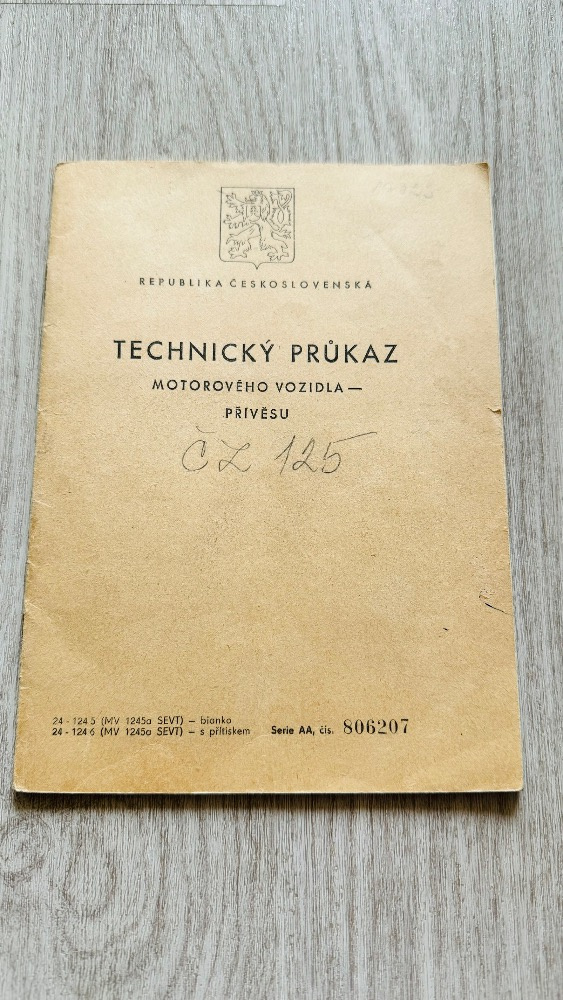 REPUBLIKA ČESKOSLOVENSKÁ
TECHNICKÝ PRŮKAZ
MOTOROVÉHO VOZIDLA —
PŘÍVĚSU
ČZ 125
24 - 124 5 (MV 1245a SEVT) — bianko
24 - 124 6 (MV 1245a SEVT) — s přítiskem Serie AA, čís. 806207